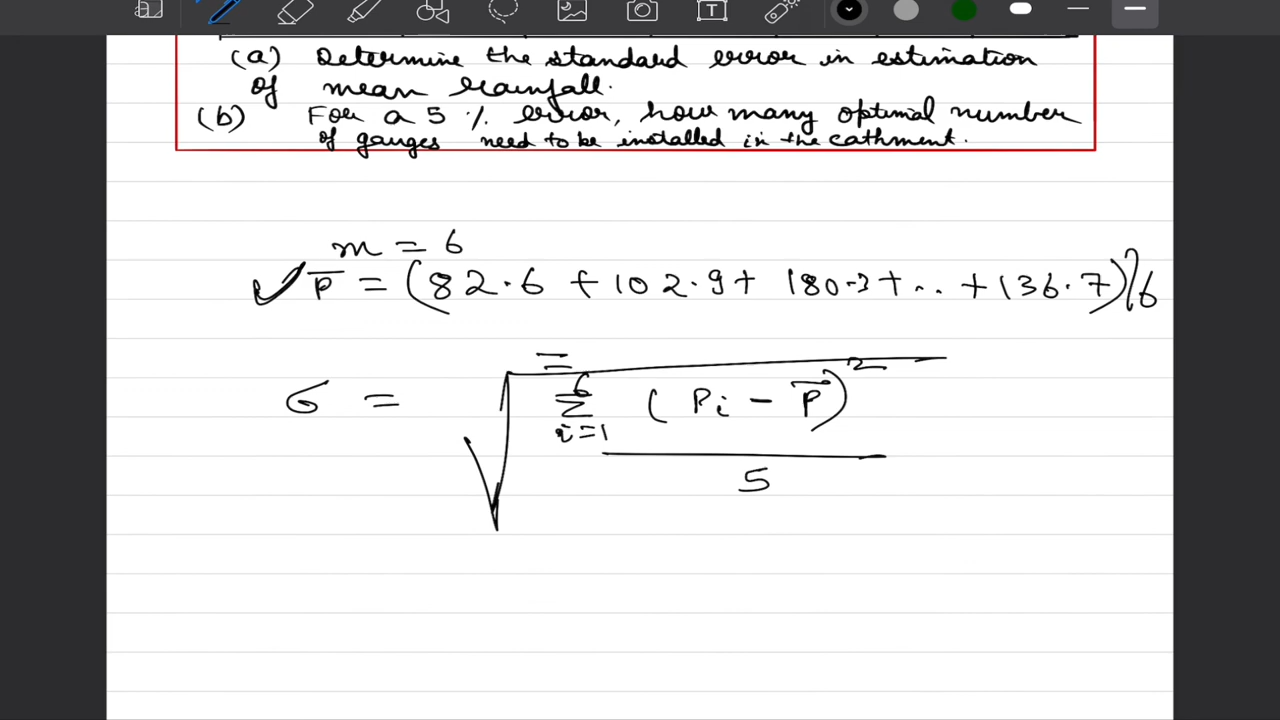 (a) Determine the standard error in estimation
of mean rainfall.
(b) For a 5 % error, how many optimal number
of gauges need to be installed in the cathment.
m = 6
P̅ = (82.6 + 102.9 + 180.3 + .. + 136.7)/6
σ = √ Σ i=1 6 (Pi - P̅)² / 5